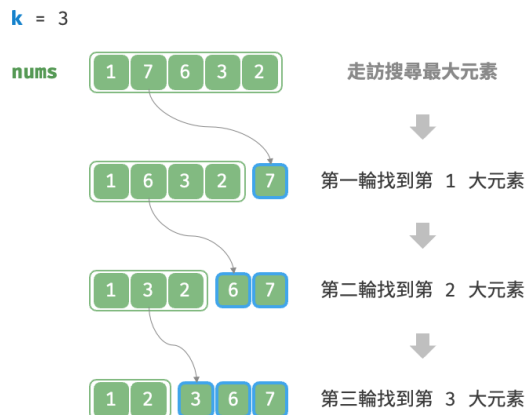 k = 3
nums 1 7 6 3 2 走訪搜尋最大元素
1 6 3 2 7 第一輪找到第 1 大元素
1 3 2 6 7 第二輪找到第 2 大元素
1 2 3 6 7 第三輪找到第 3 大元素